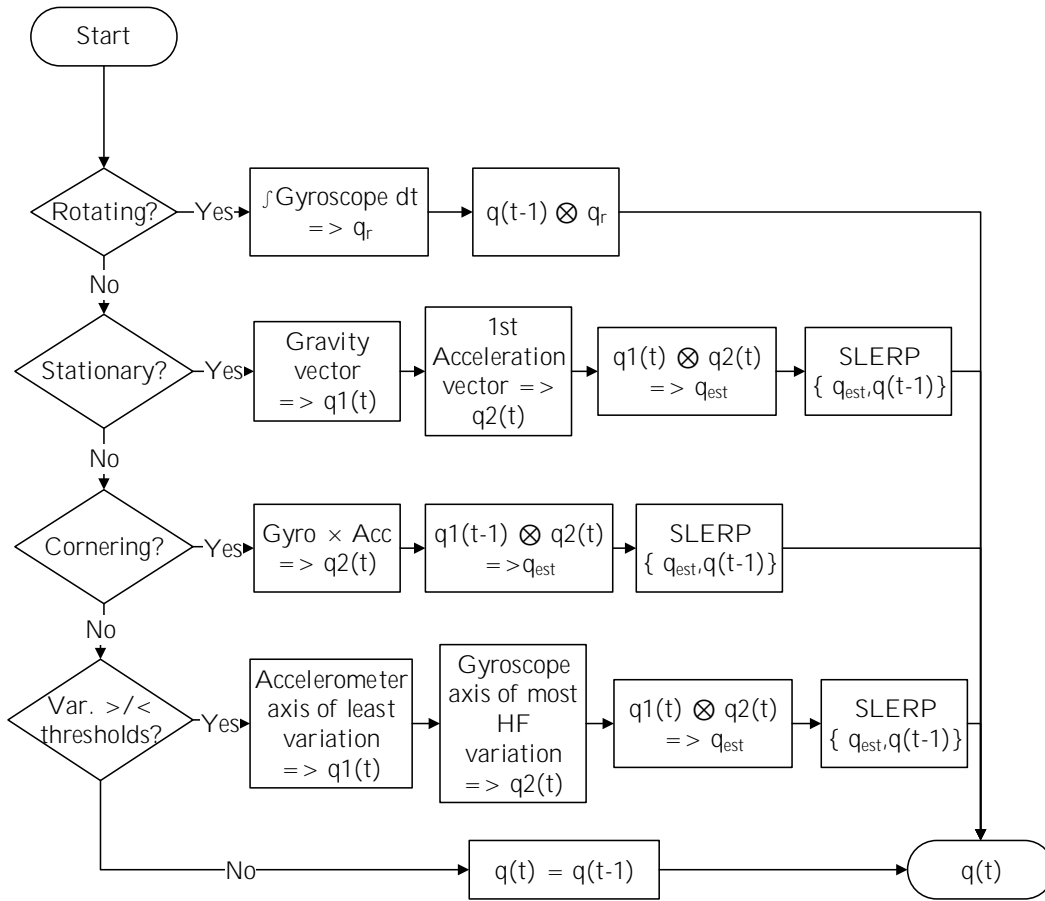 Start
Rotating?
Yes
∫Gyroscope dt
=> qᵣ
q(t-1) ⊗ qᵣ
No
Stationary?
Yes
Gravity
vector
=> q1(t)
1st
Acceleration
vector =>
q2(t)
q1(t) ⊗ q2(t)
=> qₑₛₜ
SLERP
{ qₑₛₜ,q(t-1)}
No
Cornering?
Yes
Gyro × Acc
=> q2(t)
q1(t-1) ⊗ q2(t)
=>qₑₛₜ
SLERP
{ qₑₛₜ,q(t-1)}
No
Var. >/<
thresholds?
Yes
Accelerometer
axis of least
variation
=> q1(t)
Gyroscope
axis of most
HF
variation
=> q2(t)
q1(t) ⊗ q2(t)
=> qₑₛₜ
SLERP
{ qₑₛₜ,q(t-1)}
No
q(t) = q(t-1)
q(t)